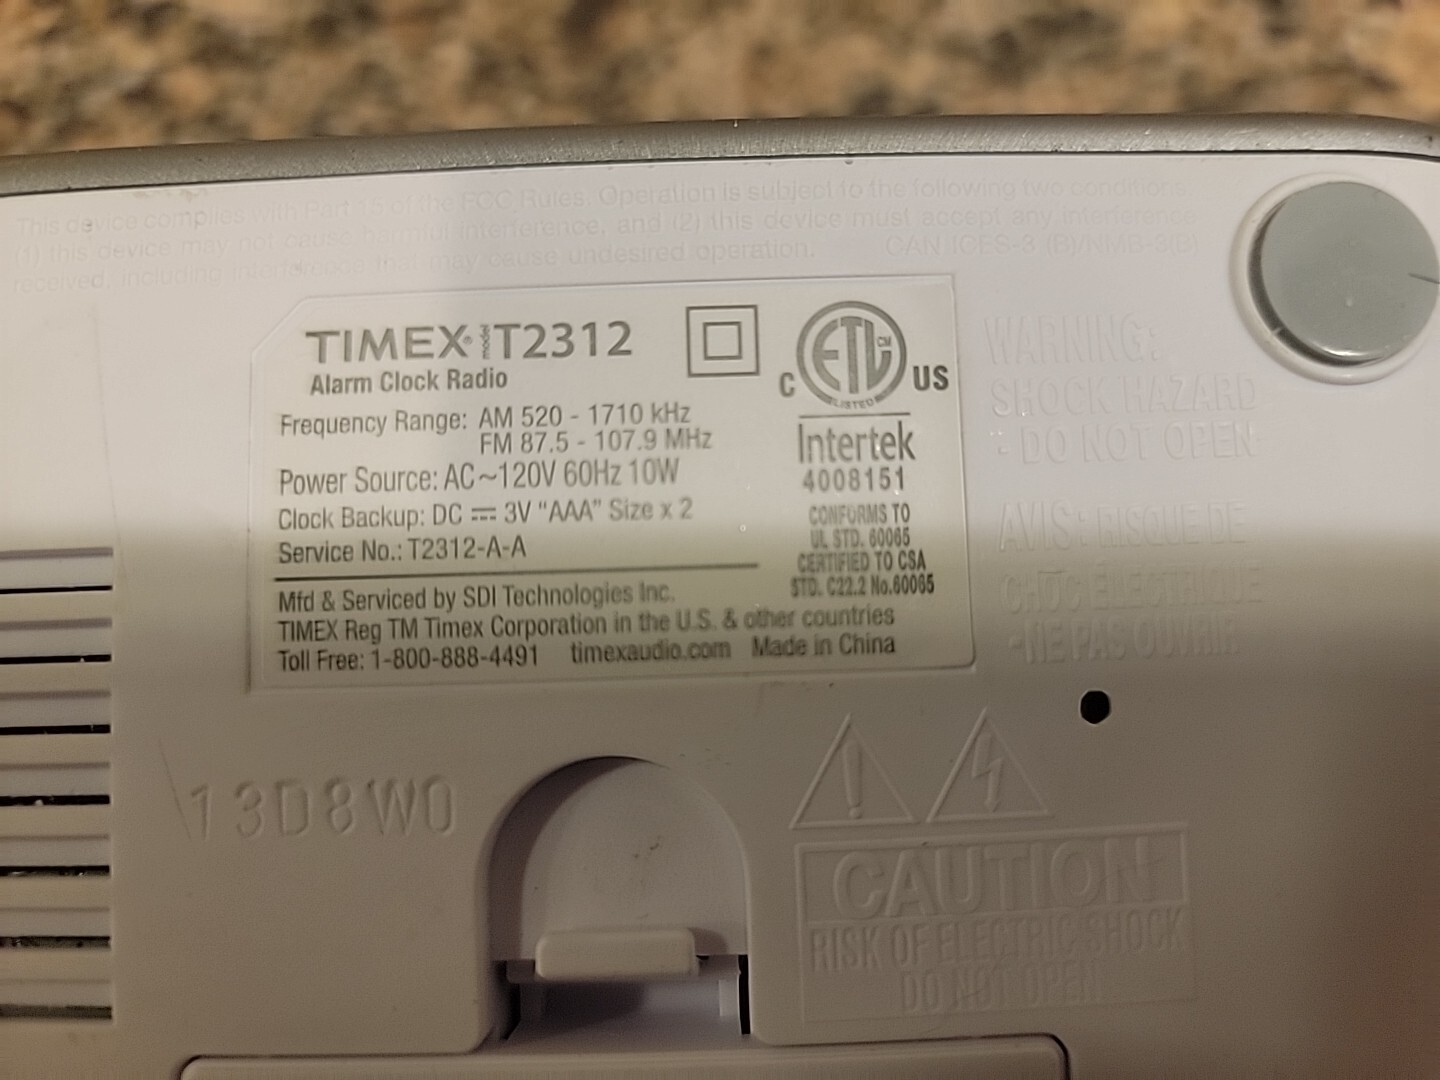 This device complies with Part 15 of the FCC Rules. Operation is subject to the following two conditions:
(1) this device may not cause harmful interference, and (2) this device must accept any interference
received, including interference that may cause undesired operation. CAN ICES-3 (B)/NMB-3(B)
TIMEX® model T2312
Alarm Clock Radio
Frequency Range: AM 520 - 1710 kHz
FM 87.5 - 107.9 MHz
Power Source: AC~120V 60Hz 10W
Clock Backup: DC ⎓ 3V “AAA” Size x 2
Service No.: T2312-A-A
Mfd & Serviced by SDI Technologies Inc.
TIMEX Reg TM Timex Corporation in the U.S. & other countries
Toll Free: 1-800-888-4491 timexaudio.com Made in China
ETL CM
LISTED
C US
Intertek
4008151
CONFORMS TO
UL STD. 60065
CERTIFIED TO CSA
STD. C22.2 No.60065
WARNING:
SHOCK HAZARD
- DO NOT OPEN
AVIS: RISQUE DE
CHOC ÉLECTRIQUE
-NE PAS OUVRIR
13D8W0
CAUTION
RISK OF ELECTRIC SHOCK
DO NOT OPEN